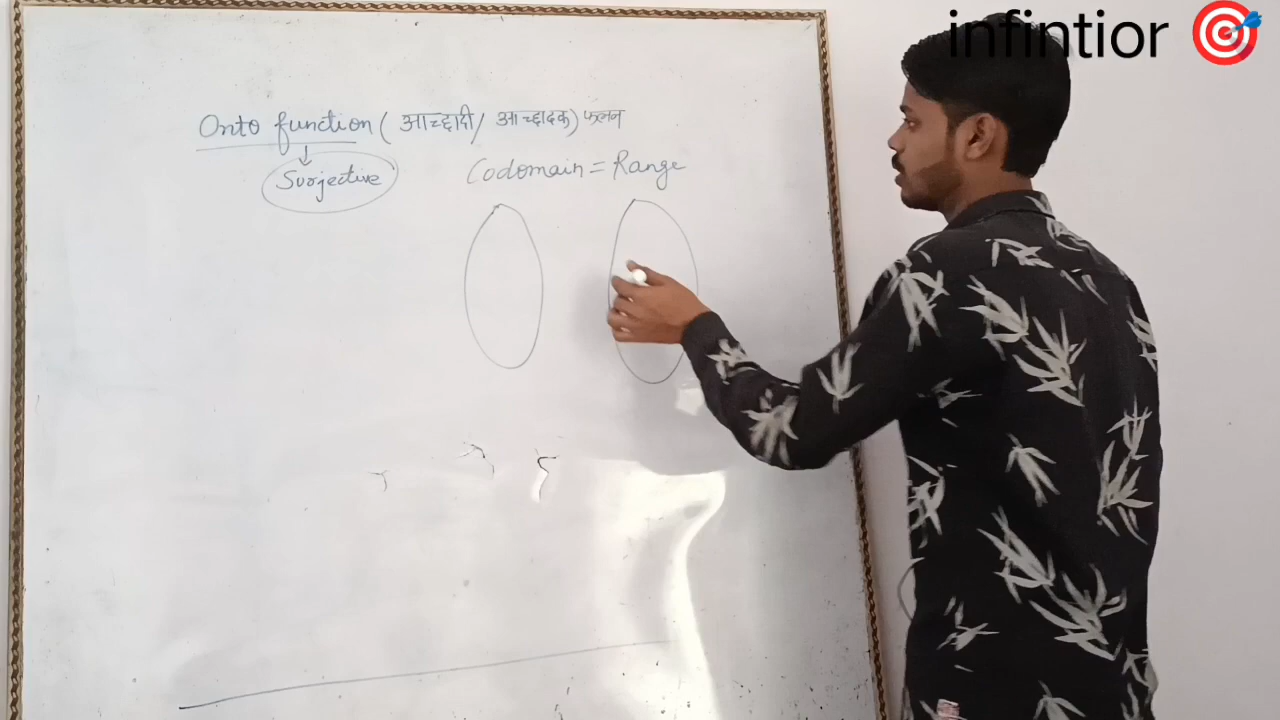 infintior
Onto function ( आच्छादी / आच्छादक) फलन
Surjective
Codomain = Range